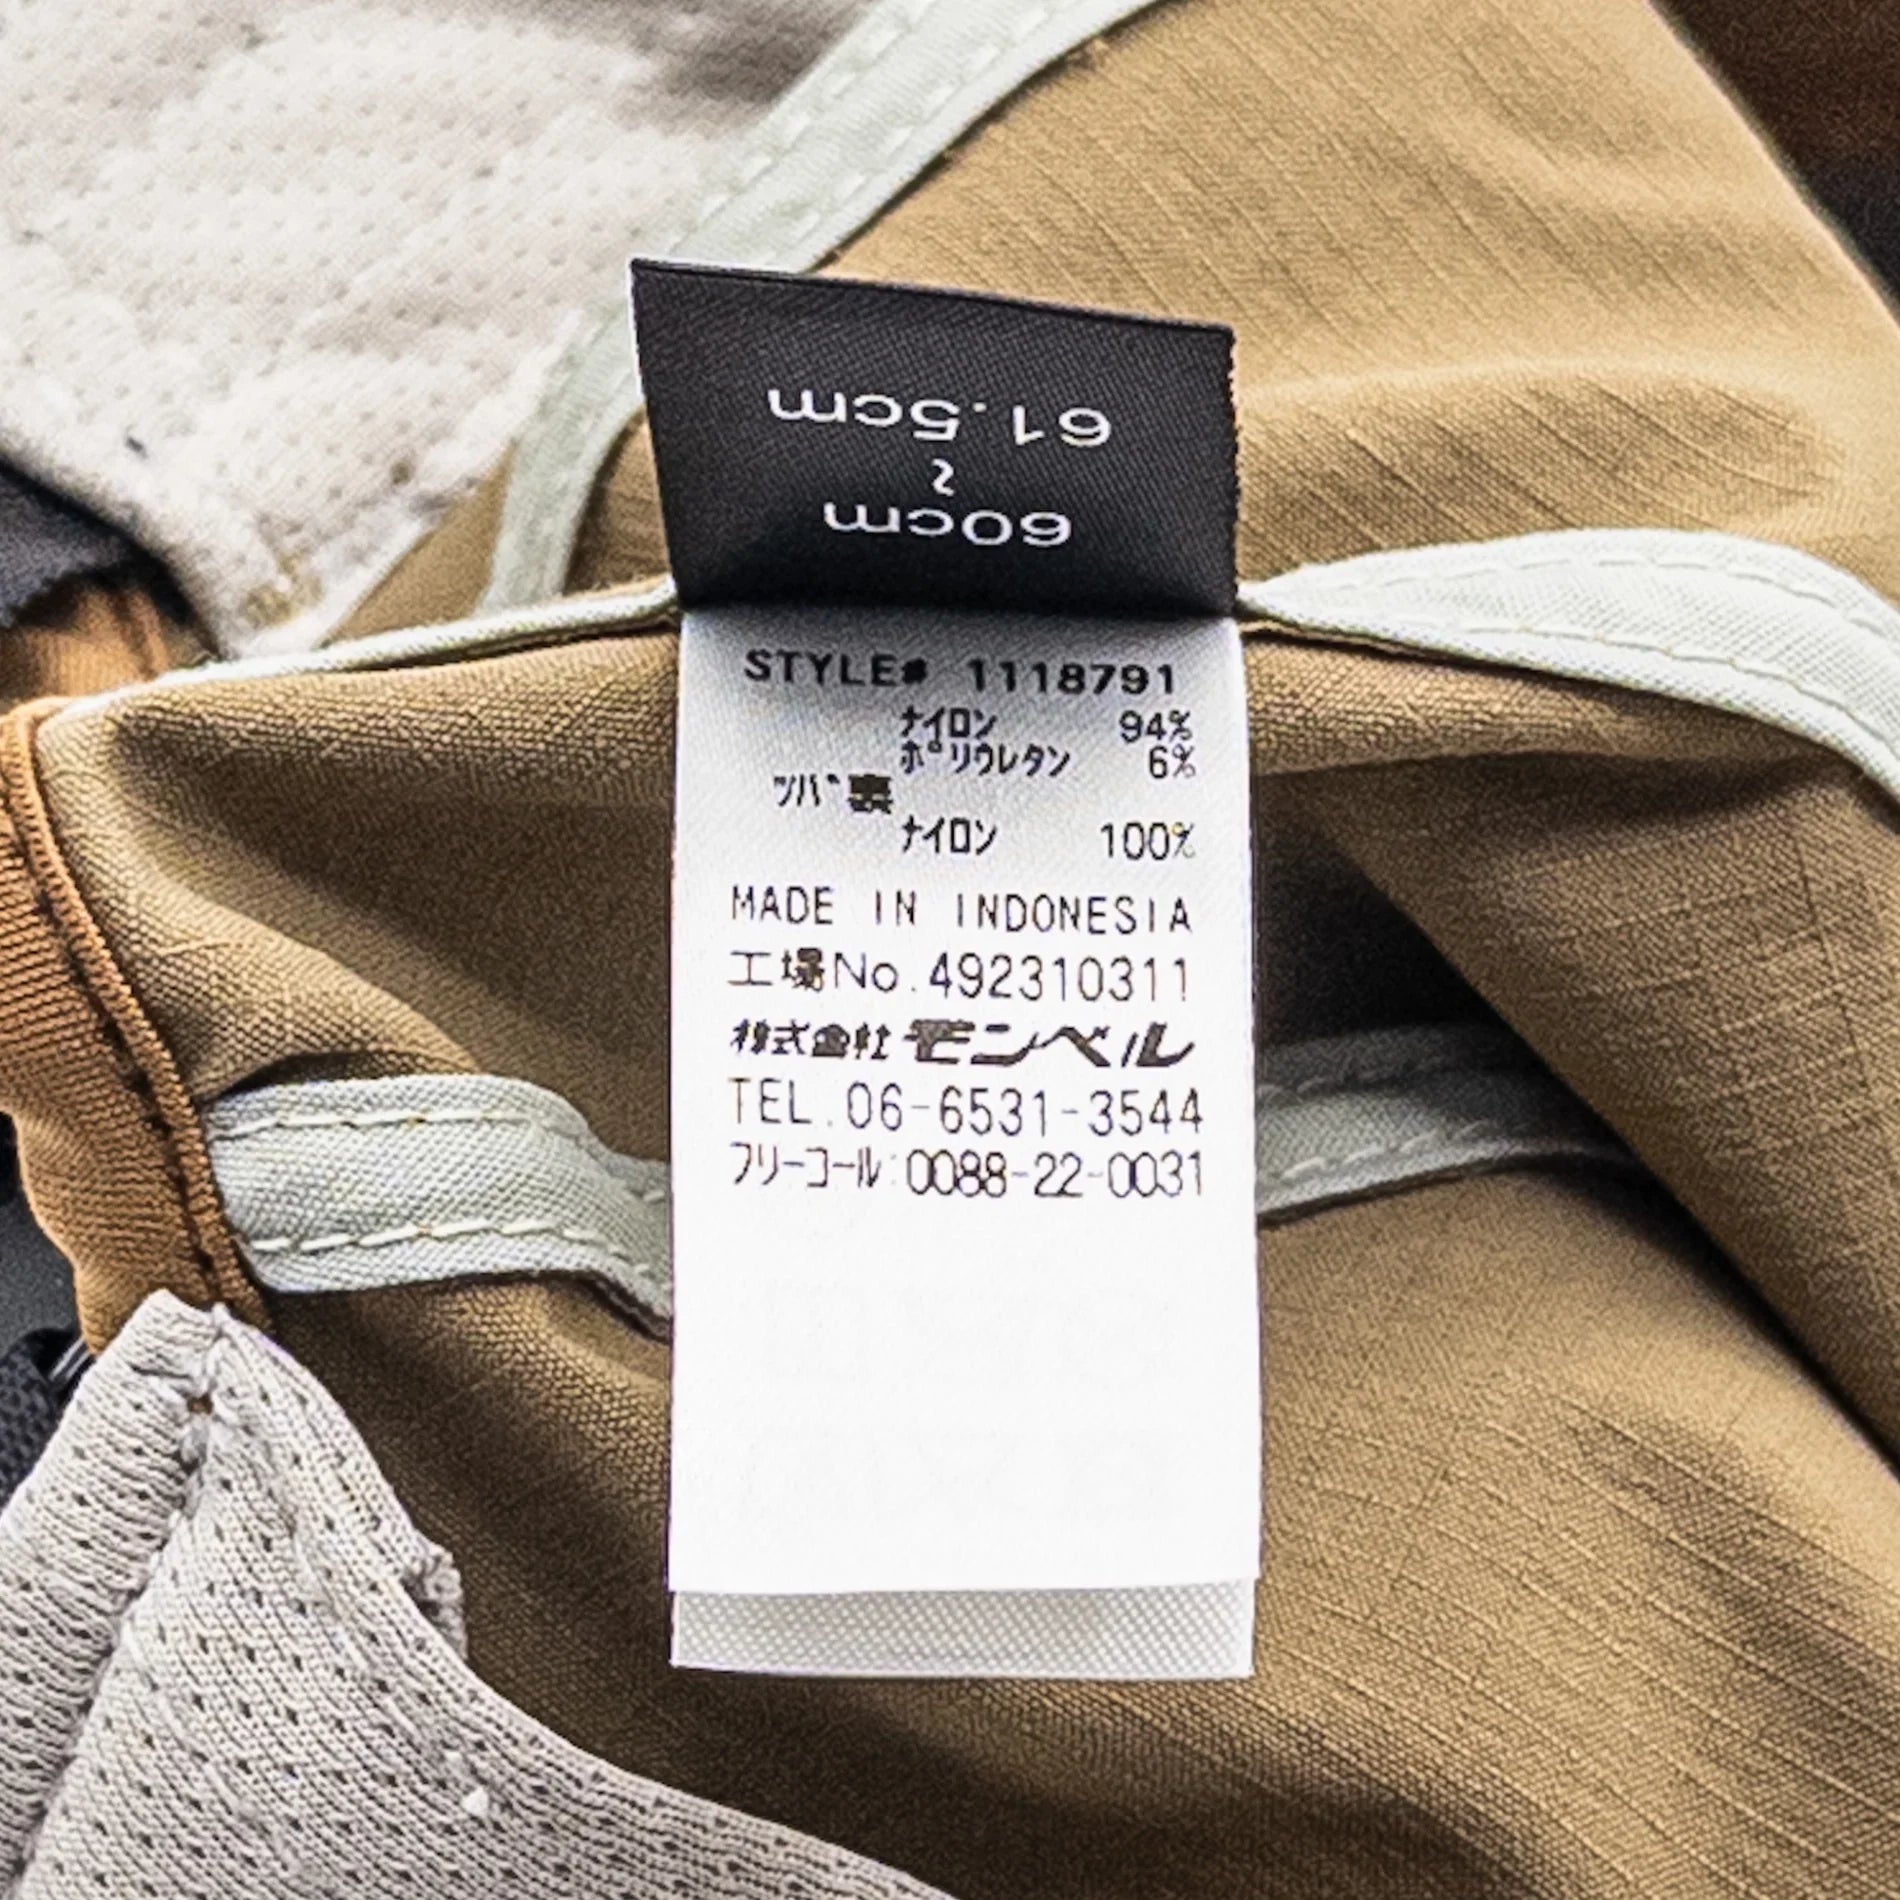 60cm
~
61.5cm
STYLE# 1118791
ナイロン 94%
ポリウレタン 6%
ツバ裏
ナイロン 100%
MADE IN INDONESIA
工場No.492310311
株式会社モンベル
TEL.06-6531-3544
フリーコール:0088-22-0031